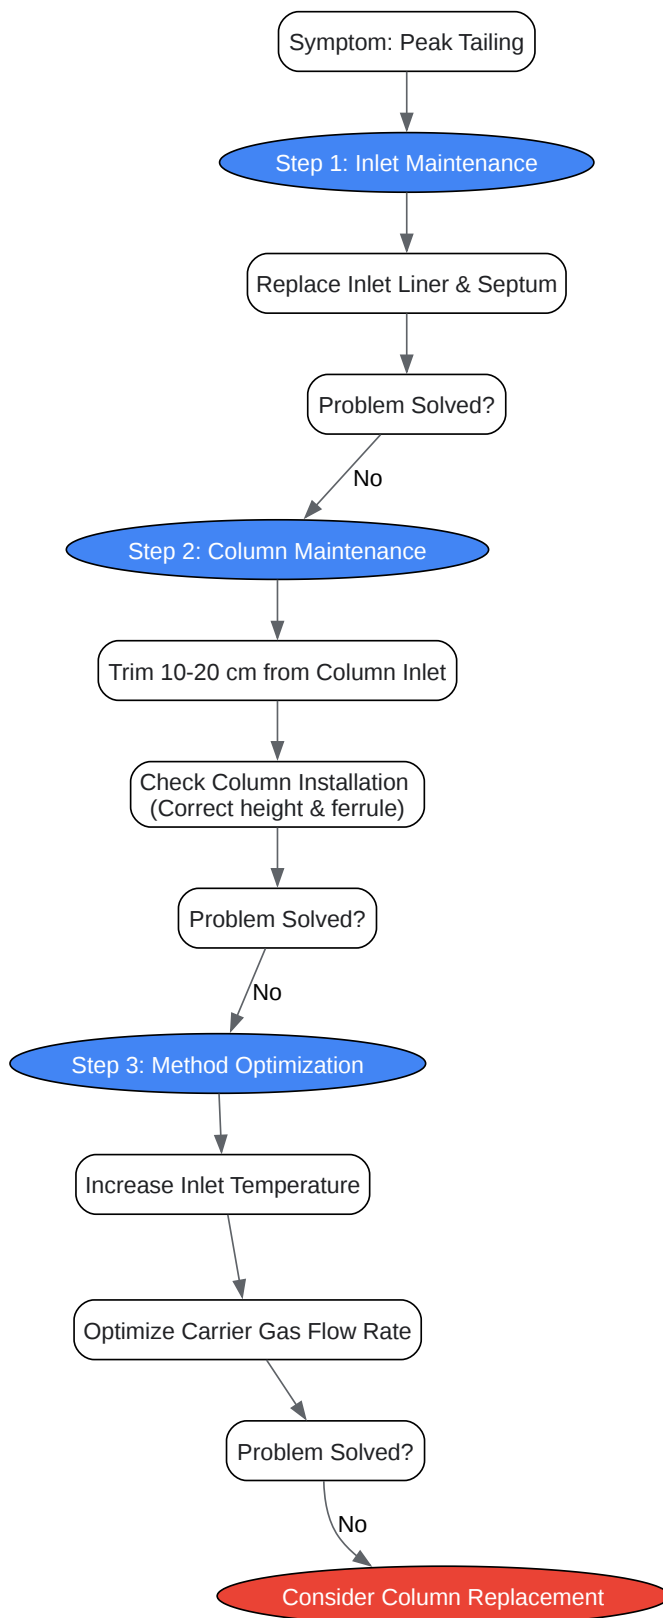 Symptom: Peak Tailing
Step 1: Inlet Maintenance
Replace Inlet Liner & Septum
Problem Solved?
No
Step 2: Column Maintenance
Trim 10-20 cm from Column Inlet
Check Column Installation
(Correct height & ferrule)
Problem Solved?
No
Step 3: Method Optimization
Increase Inlet Temperature
Optimize Carrier Gas Flow Rate
Problem Solved?
No
Consider Column Replacement